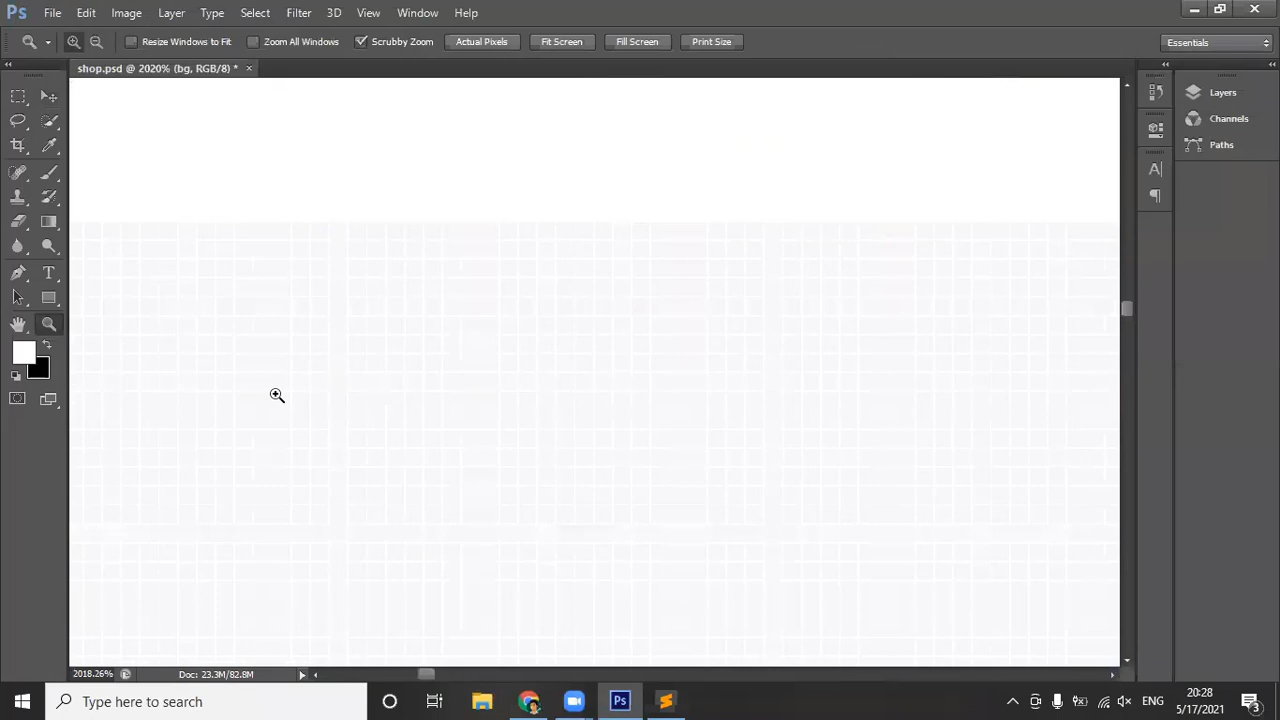 Ps File Edit Image Layer Type Select Filter 3D View Window Help
Resize Windows to Fit Zoom All Windows Scrubby Zoom Actual Pixels Fit Screen Fill Screen Print Size Essentials
shop.psd @ 2020% (bg, RGB/8) * ×
Layers
Channels
Paths
2018.26% Doc: 23.3M/82.8M
Type here to search Ps ENG 20:28
5/17/2021 3